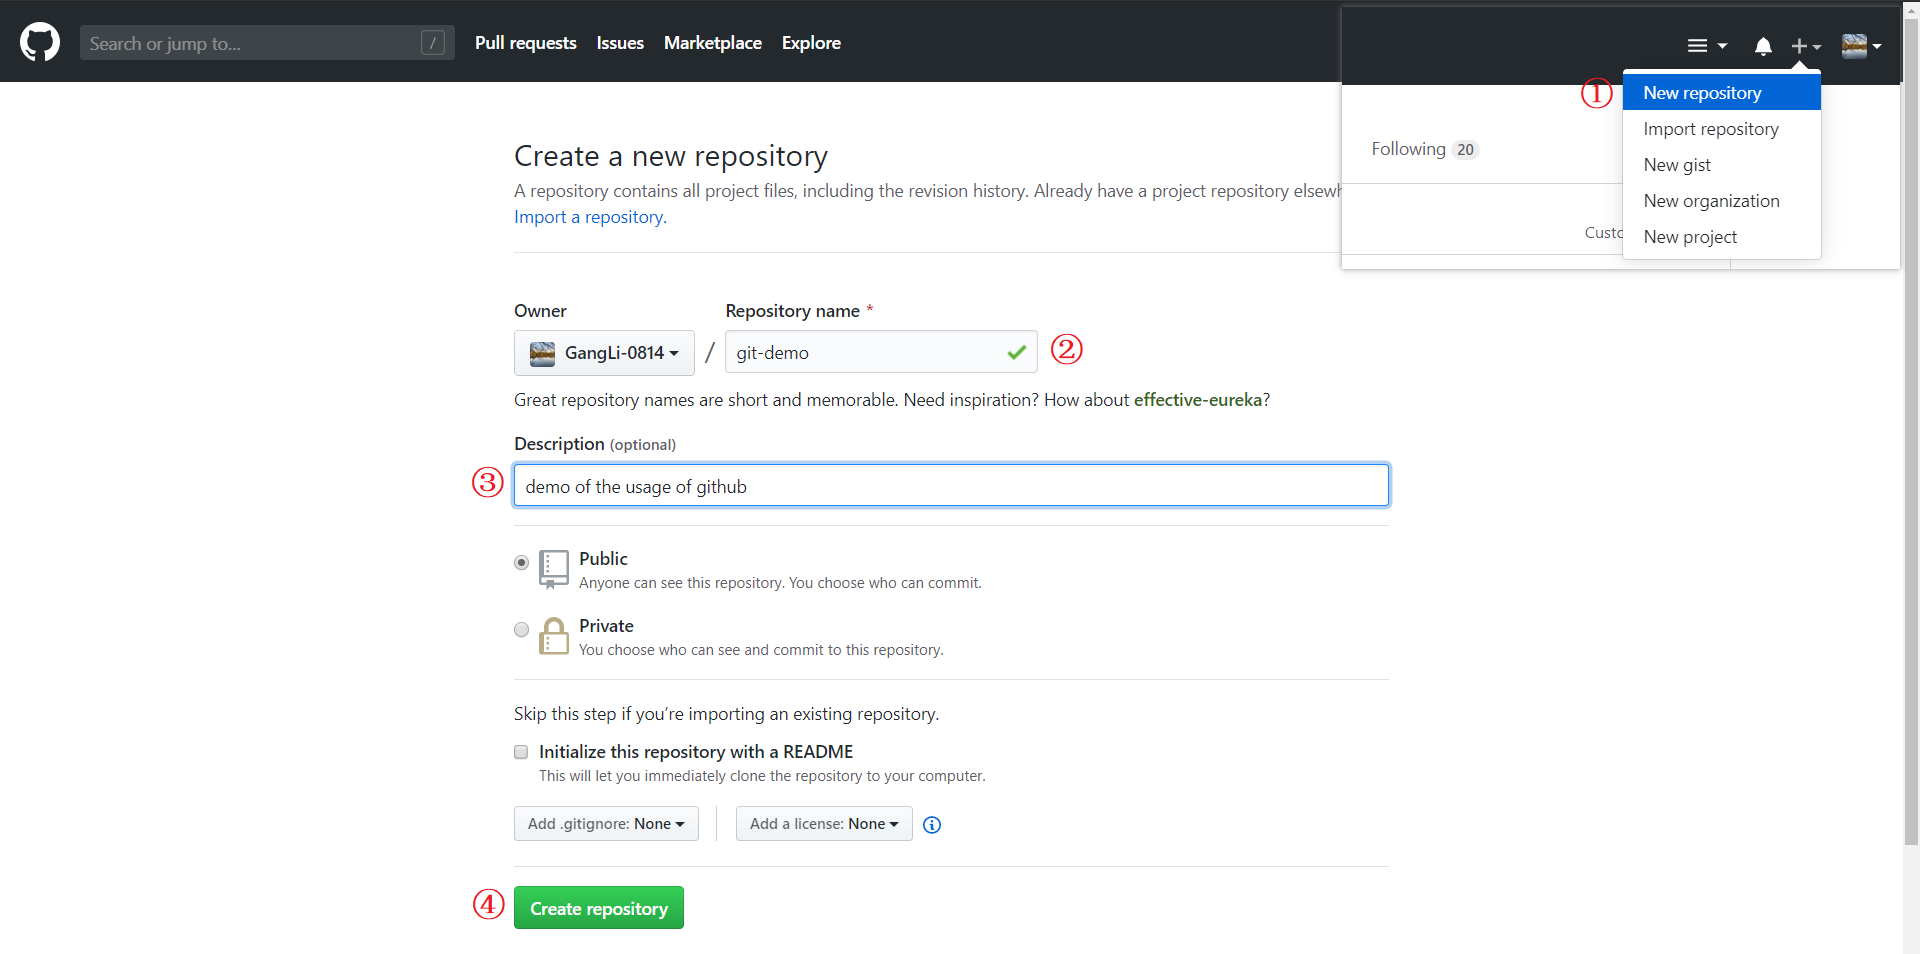 Search or jump to...
/
Pull requests
Issues
Marketplace
Explore
① New repository
Import repository
New gist
New organization
New project
Following 20
Create a new repository
A repository contains all project files, including the revision history. Already have a project repository
Import a repository.
Owner
Repository name *
GangLi-0814 / git-demo ②
Great repository names are short and memorable. Need inspiration? How about effective-eureka?
Description (optional)
③ demo of the usage of github
Public
Anyone can see this repository. You choose who can commit.
Private
You choose who can see and commit to this repository.
Skip this step if you’re importing an existing repository.
Initialize this repository with a README
This will let you immediately clone the repository to your computer.
Add .gitignore: None
Add a license: None
④ Create repository